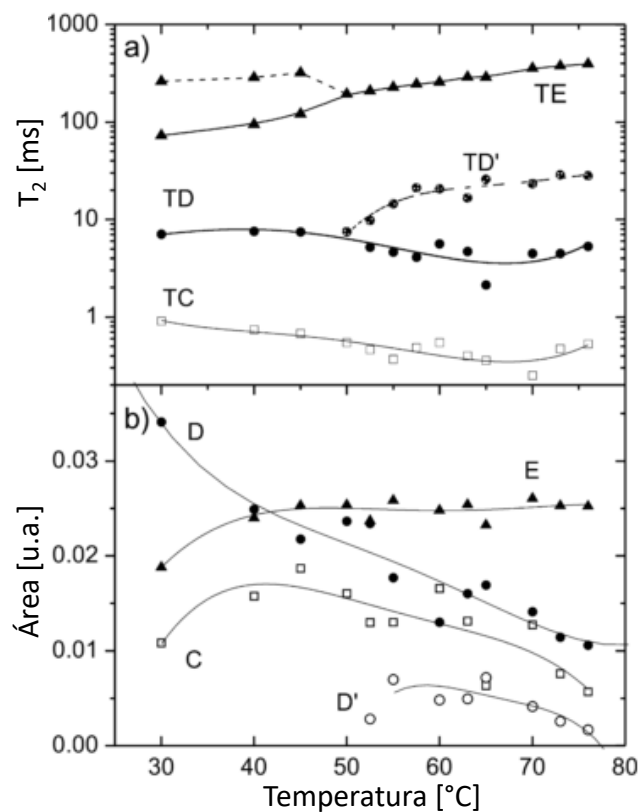 1000
a)
100
TE
T₂ [ms]
TD'
TD
10
TC
1
b)
D
0.03
E
0.02
Área [u.a.]
C
0.01
D'
0.00
30 40 50 60 70 80
Temperatura [°C]